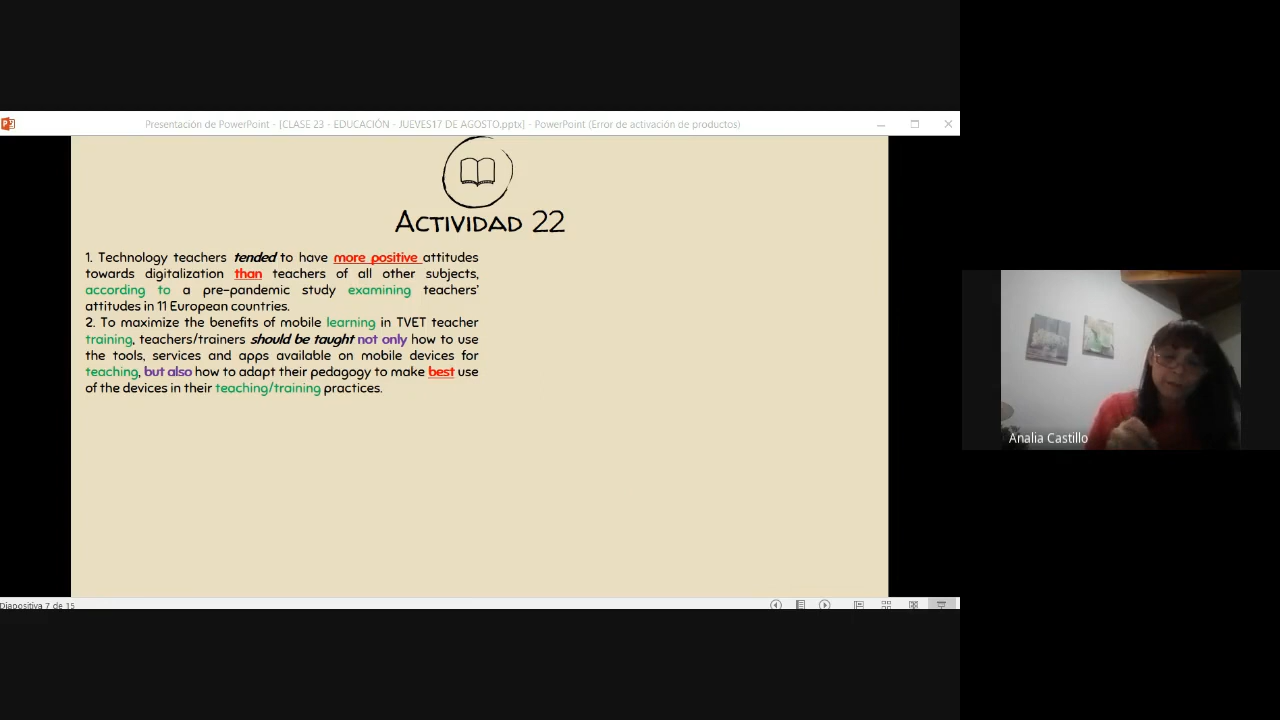 Presentación de PowerPoint - [CLASE 23 - EDUCACIÓN - JUEVES17 DE AGOSTO.pptx] - PowerPoint (Error de activación de productos)
ACTIVIDAD 22
1. Technology teachers tended to have more positive attitudes
towards digitalization than teachers of all other subjects,
according to a pre-pandemic study examining teachers'
attitudes in 11 European countries.
2. To maximize the benefits of mobile learning in TVET teacher
training, teachers/trainers should be taught not only how to use
the tools, services and apps available on mobile devices for
teaching, but also how to adapt their pedagogy to make best use
of the devices in their teaching/training practices.
Analia Castillo
Diapositiva 7 de 15